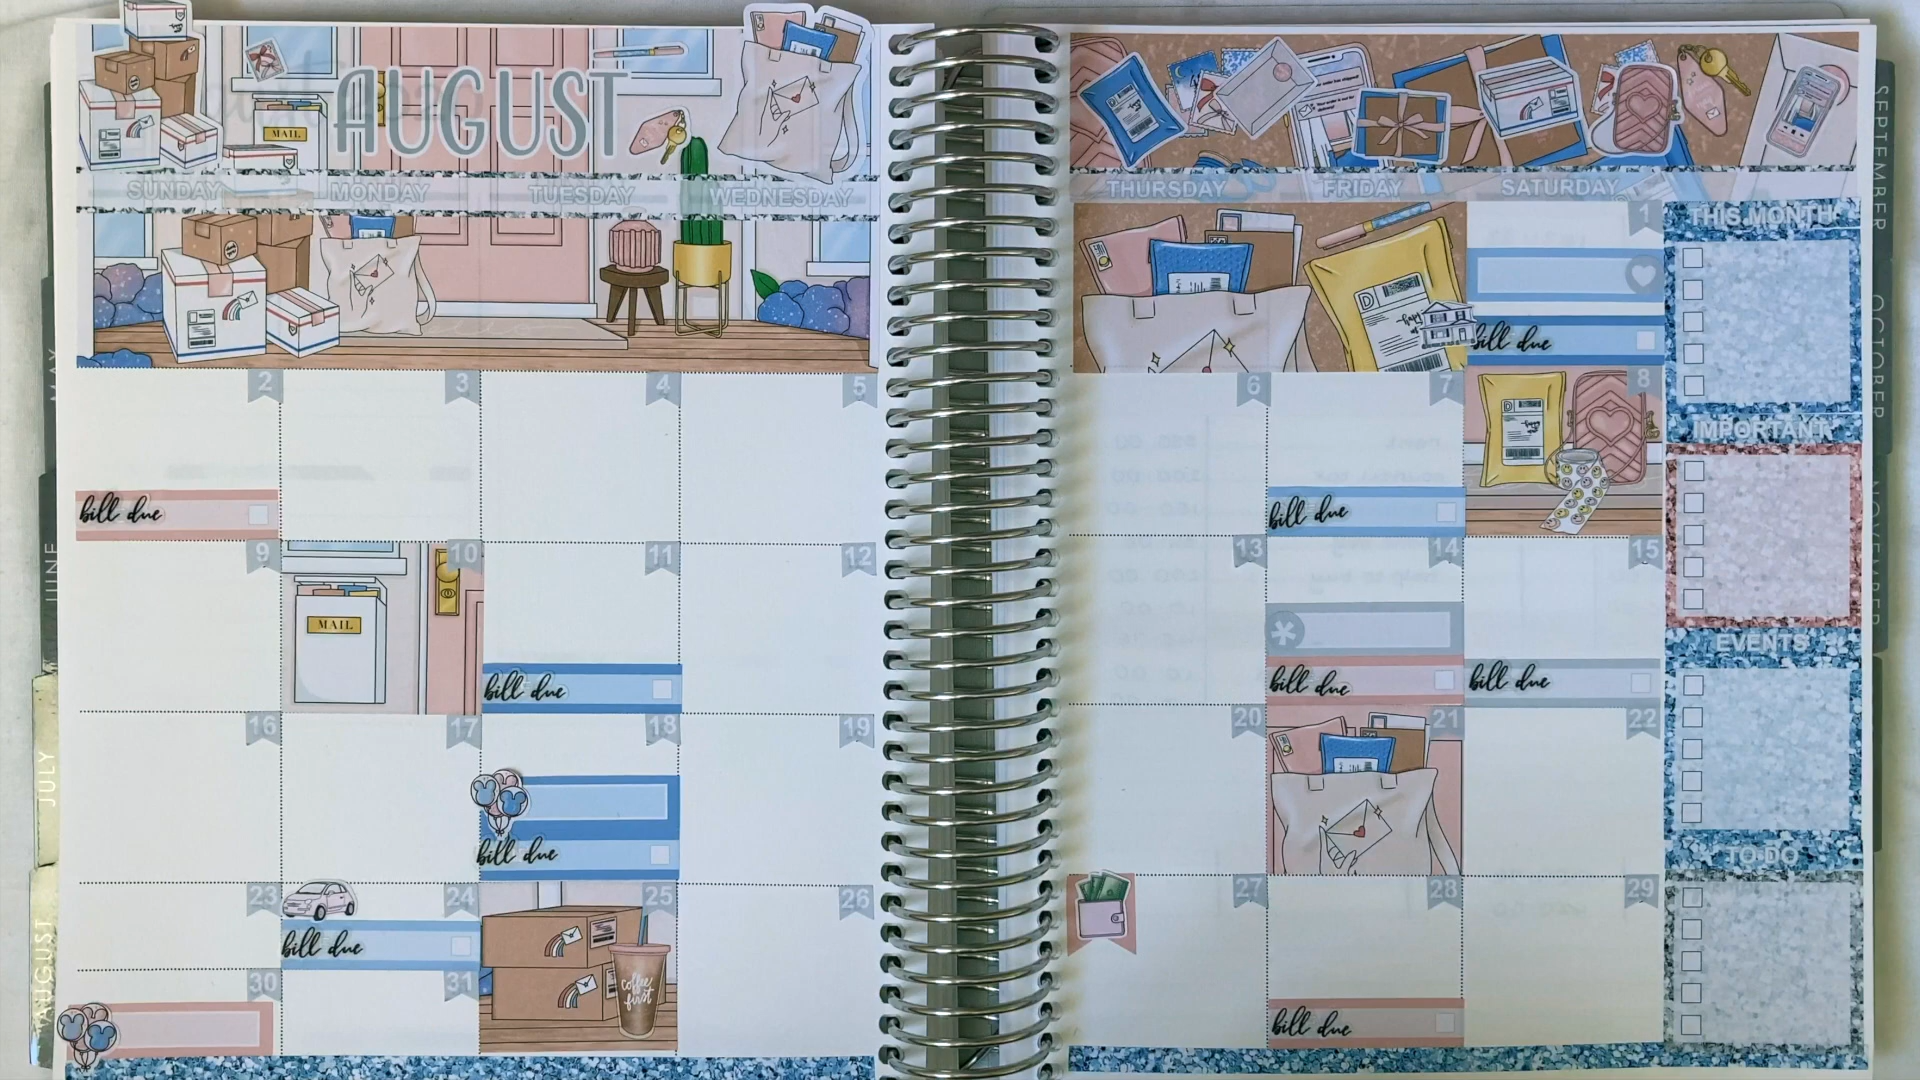 AUGUST
MAIL
SUNDAY MONDAY TUESDAY WEDNESDAY
THURSDAY FRIDAY SATURDAY
1
bill due
2 3 4 5
bill due
6 7 8
bill due
9 10 11 12
MAIL
bill due
13 14 15
bill due
bill due
16 17 18 19
bill due
20 21 22
23 24 25 26
bill due
coffee
first
30 31
27 28 29
bill due
THIS MONTH
IMPORTANT
EVENTS
TO DO
MAY
JUNE
JULY
AUGUST
SEPTEMBER
OCTOBER
NOVEMBER